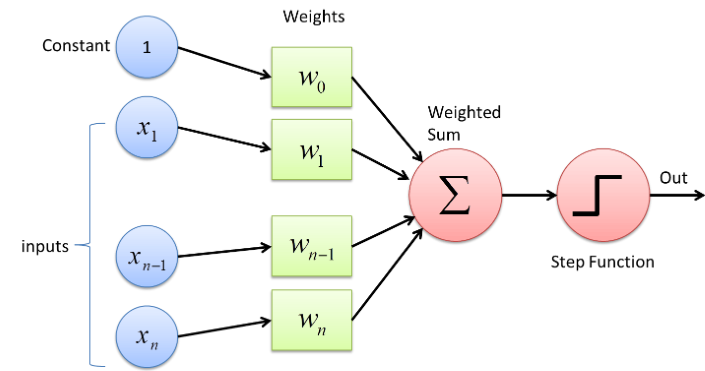 Weights
Constant
1
w0
x1
w1
Weighted
Sum
Σ
Out
inputs
xn−1
wn−1
Step Function
xn
wn